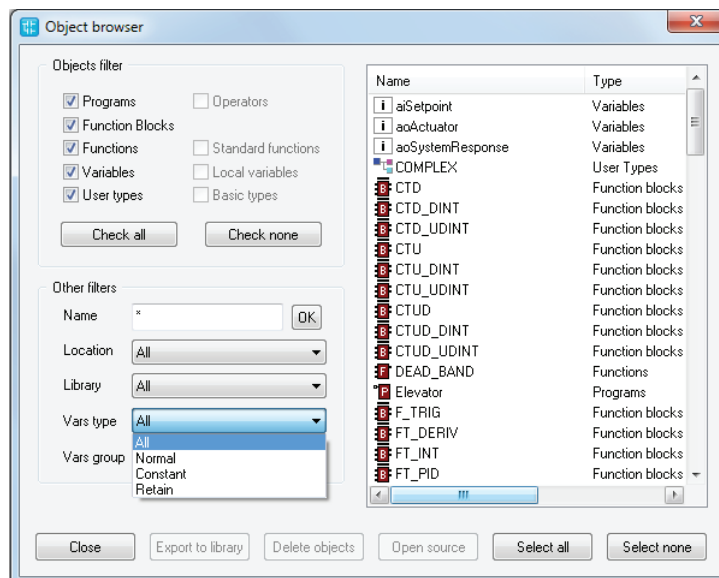 Object browser
Objects filter
Programs
Operators
Function Blocks
Functions
Standard functions
Variables
Local variables
User types
Basic types
Check all
Check none
Other filters
Name
*
OK
Location
All
Library
All
Vars type
All
All
Normal
Constant
Retain
Vars group
Name Type
aiSetpoint Variables
aoActuator Variables
aoSystemResponse Variables
COMPLEX User Types
CTD Function blocks
CTD_DINT Function blocks
CTD_UDINT Function blocks
CTU Function blocks
CTU_DINT Function blocks
CTU_UDINT Function blocks
CTUD Function blocks
CTUD_DINT Function blocks
CTUD_UDINT Function blocks
DEAD_BAND Functions
Elevator Programs
F_TRIG Function blocks
FT_DERIV Function blocks
FT_INT Function blocks
FT_PID Function blocks
Close
Export to library
Delete objects
Open source
Select all
Select none